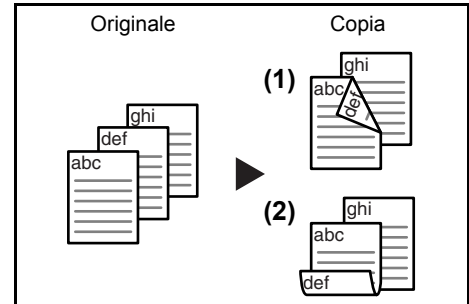 Originale
Copia
ghi
def
abc
(1)
ghi
abc
def
(2)
ghi
abc
def